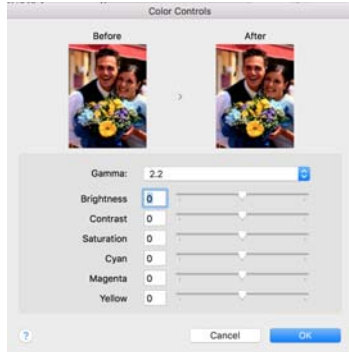 Color Controls
Before After
›
Gamma: 2.2
Brightness 0
Contrast 0
Saturation 0
Cyan 0
Magenta 0
Yellow 0
? Cancel OK